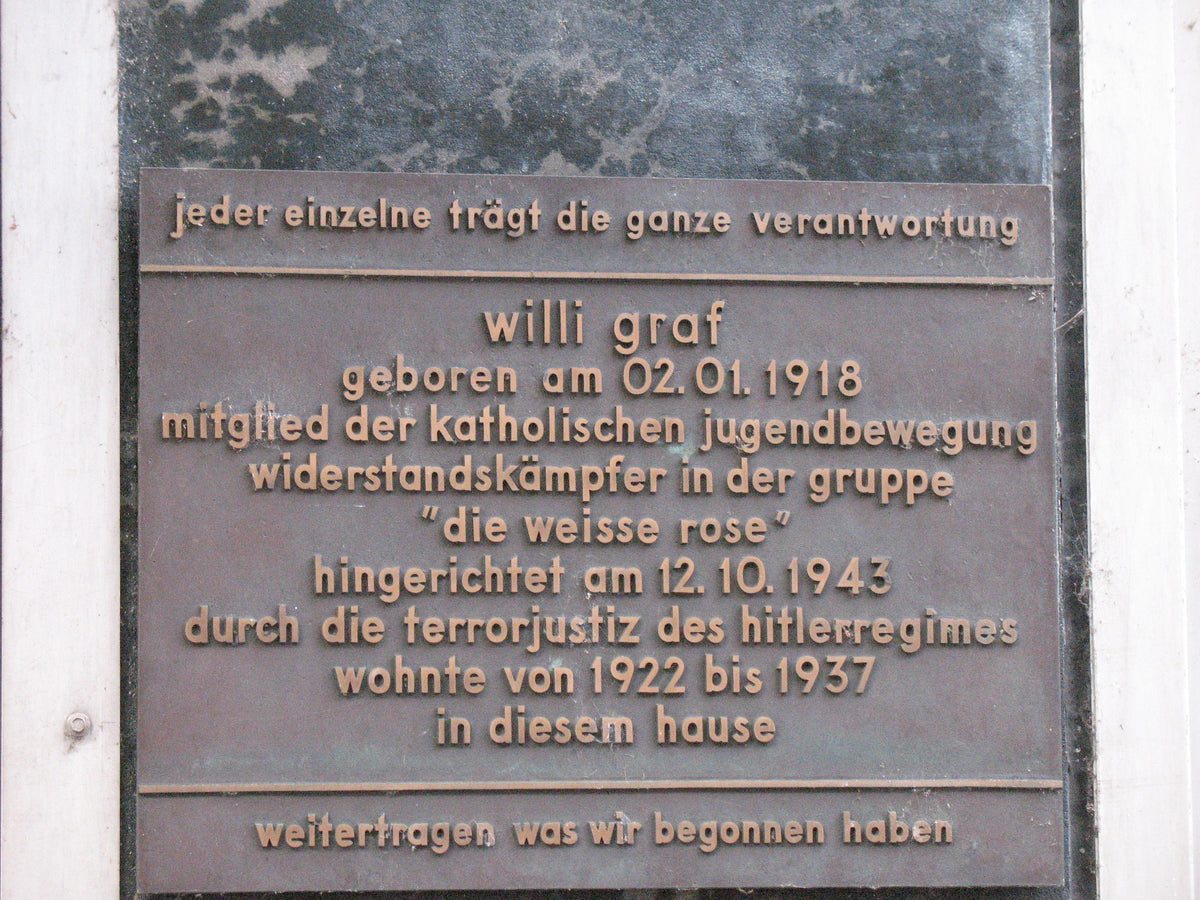 jeder einzelne trägt die ganze verantwortung
willi graf
geboren am 02.01.1918
mitglied der katholischen jugendbewegung
widerstandskämpfer in der gruppe
"die weisse rose"
hingerichtet am 12.10.1943
durch die terrorjustiz des hitlerregimes
wohnte von 1922 bis 1937
in diesem hause
weitertragen was wir begonnen haben